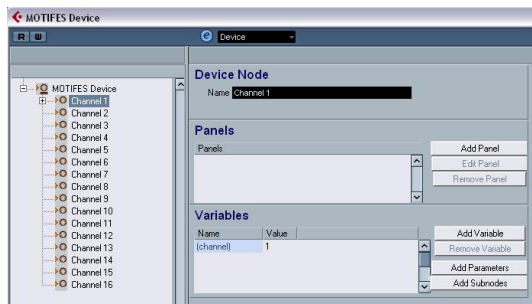 MOTIFES Device
R W
e Device
MOTIFES Device
Channel 1
Channel 2
Channel 3
Channel 4
Channel 5
Channel 6
Channel 7
Channel 8
Channel 9
Channel 10
Channel 11
Channel 12
Channel 13
Channel 14
Channel 15
Channel 16
Device Node
Name Channel 1
Panels
Panels
Add Panel
Edit Panel
Remove Panel
Variables
Name Value
(channel) 1
Add Variable
Remove Variable
Add Parameters
Add Subnodes